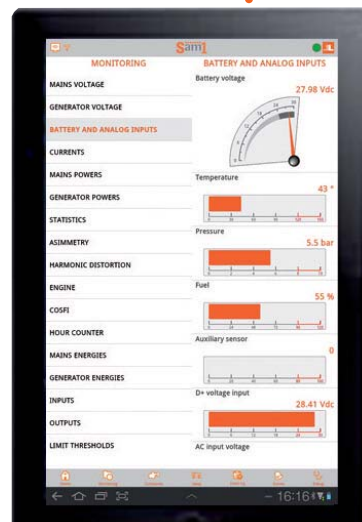 Sam1
MONITORING
BATTERY AND ANALOG INPUTS
MAINS VOLTAGE
GENERATOR VOLTAGE
BATTERY AND ANALOG INPUTS
CURRENTS
MAINS POWERS
GENERATOR POWERS
STATISTICS
ASIMMETRY
HARMONIC DISTORTION
ENGINE
COSFI
HOUR COUNTER
MAINS ENERGIES
GENERATOR ENERGIES
INPUTS
OUTPUTS
LIMIT THRESHOLDS
Battery voltage
27.98 Vdc
Temperature
43 °
Pressure
5.5 bar
Fuel
55 %
Auxiliary sensor
0
D+ voltage input
28.41 Vdc
AC input voltage
16:16